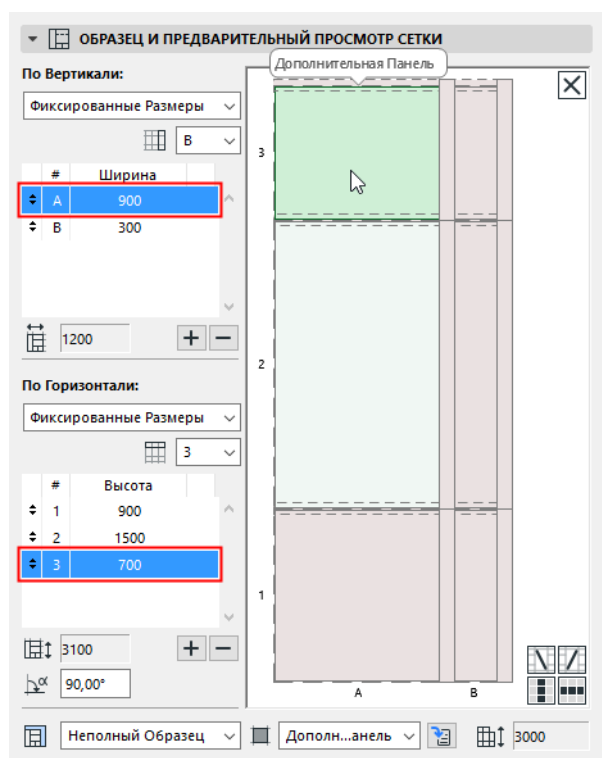 ОБРАЗЕЦ И ПРЕДВАРИТЕЛЬНЫЙ ПРОСМОТР СЕТКИ
Дополнительная Панель
По Вертикали:
Фиксированные Размеры
B
# Ширина
A 900
B 300
1200
По Горизонтали:
Фиксированные Размеры
3
# Высота
1 900
2 1500
3 700
3100
α 90,00°
3
2
1
A B
Неполный Образец
Дополн...анель
3000